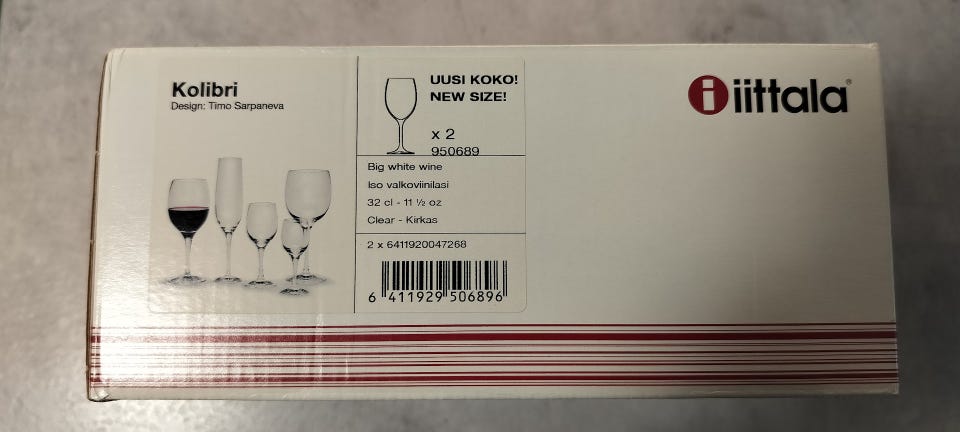 Kolibri
Design: Timo Sarpaneva
UUSI KOKO!
NEW SIZE!
x 2
950689
Big white wine
Iso valkoviinilasi
32 cl - 11 ½ oz
Clear - Kirkas
2 x 6411920047268
6 411929 506896
i iittala®